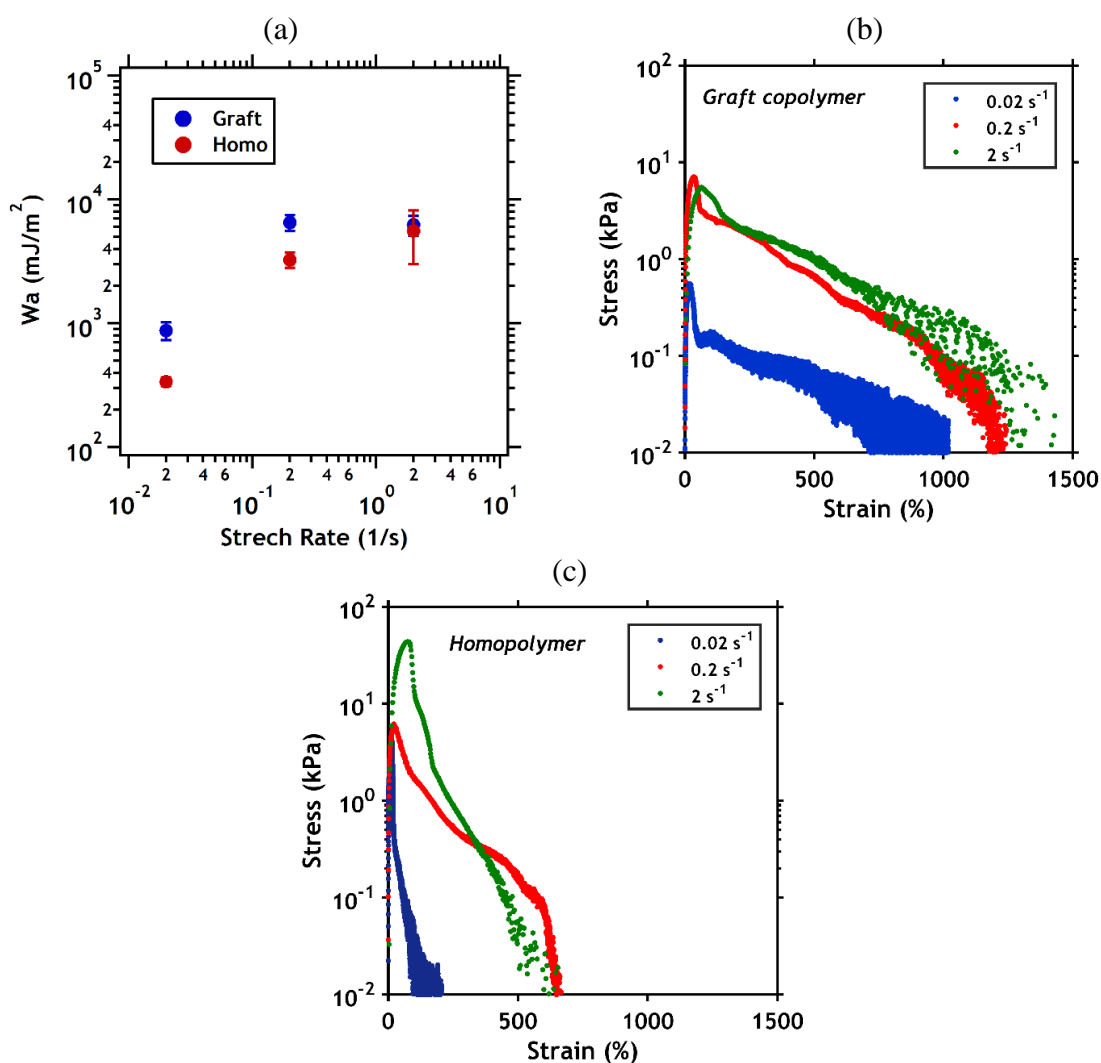 (a)
10^5
4
2
10^4
4
2
10^3
4
2
10^2
Wa (mJ/m^2)
Graft
Homo
2 4 6 2 4 6 2 4 6
10^-2 10^-1 10^0 10^1
Strech Rate (1/s)
(b)
10^2
10^1
10^0
10^-1
10^-2
Stress (kPa)
Graft copolymer
0.02 s^-1
0.2 s^-1
2 s^-1
0 500 1000 1500
Strain (%)
(c)
10^2
10^1
10^0
10^-1
10^-2
Stress (kPa)
Homopolymer
0.02 s^-1
0.2 s^-1
2 s^-1
0 500 1000 1500
Strain (%)